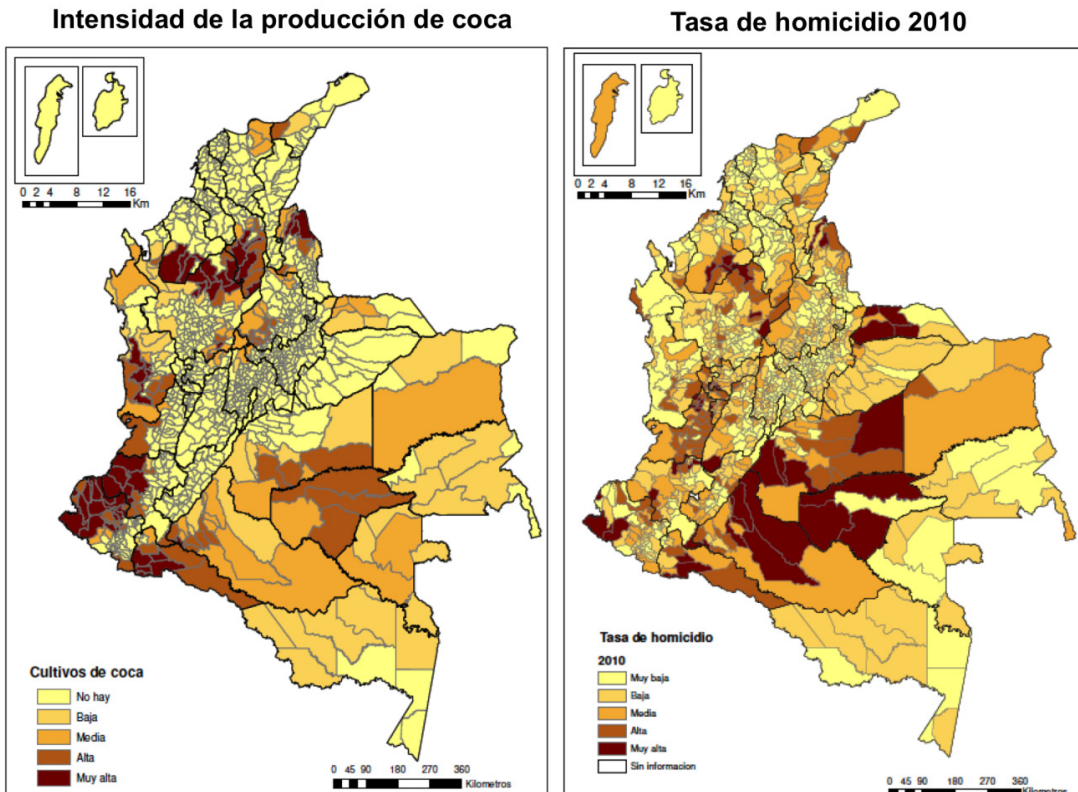 Intensidad de la producción de coca
0 2 4 8 12 16
Km
Cultivos de coca
No hay
Baja
Media
Alta
Muy alta
0 45 90 180 270 360
Kilometros
Tasa de homicidio 2010
0 2 4 8 12 16
Km
Tasa de homicidio
2010
Muy baja
Baja
Media
Alta
Muy alta
Sin informacion
0 45 90 180 270 360
Kilometros